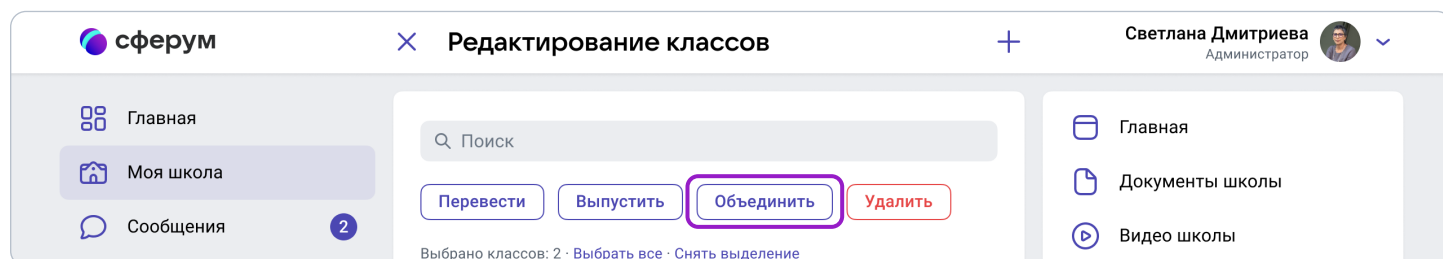 сферум
Редактирование классов
Светлана Дмитриева
Администратор
Главная
Моя школа
Сообщения
2
Поиск
Перевести
Выпустить
Объединить
Удалить
Выбрано классов: 2 · Выбрать все · Снять выделение
Главная
Документы школы
Видео школы